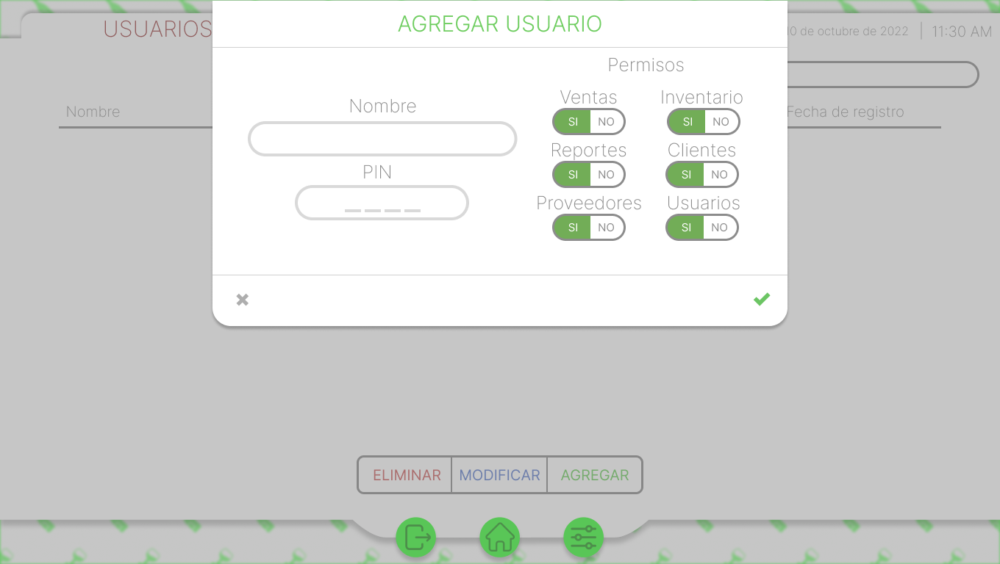 AGREGAR USUARIO
USUARIOS
10 de octubre de 2022 11:30 AM
Permisos
Nombre
Ventas Inventario
SI NO SI NO
PIN
Reportes Clientes
SI NO SI NO
Proveedores Usuarios
SI NO SI NO
Nombre Fecha de registro
ELIMINAR MODIFICAR AGREGAR